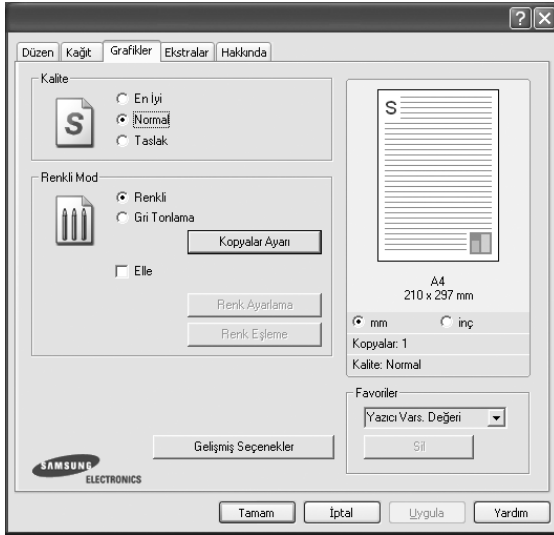 Düzen Kağıt Grafikler Ekstralar Hakkında
Kalite
S
En İyi
Normal
Taslak
Renkli Mod
Renkli
Gri Tonlama
Kopyalar Ayarı
Elle
Renk Ayarlama
Renk Eşleme
S
A4
210 x 297 mm
mm inç
Kopyalar: 1
Kalite: Normal
Favoriler
Yazıcı Vars. Değeri
Sil
Gelişmiş Seçenekler
SAMSUNG
ELECTRONICS
Tamam İptal Uygula Yardım